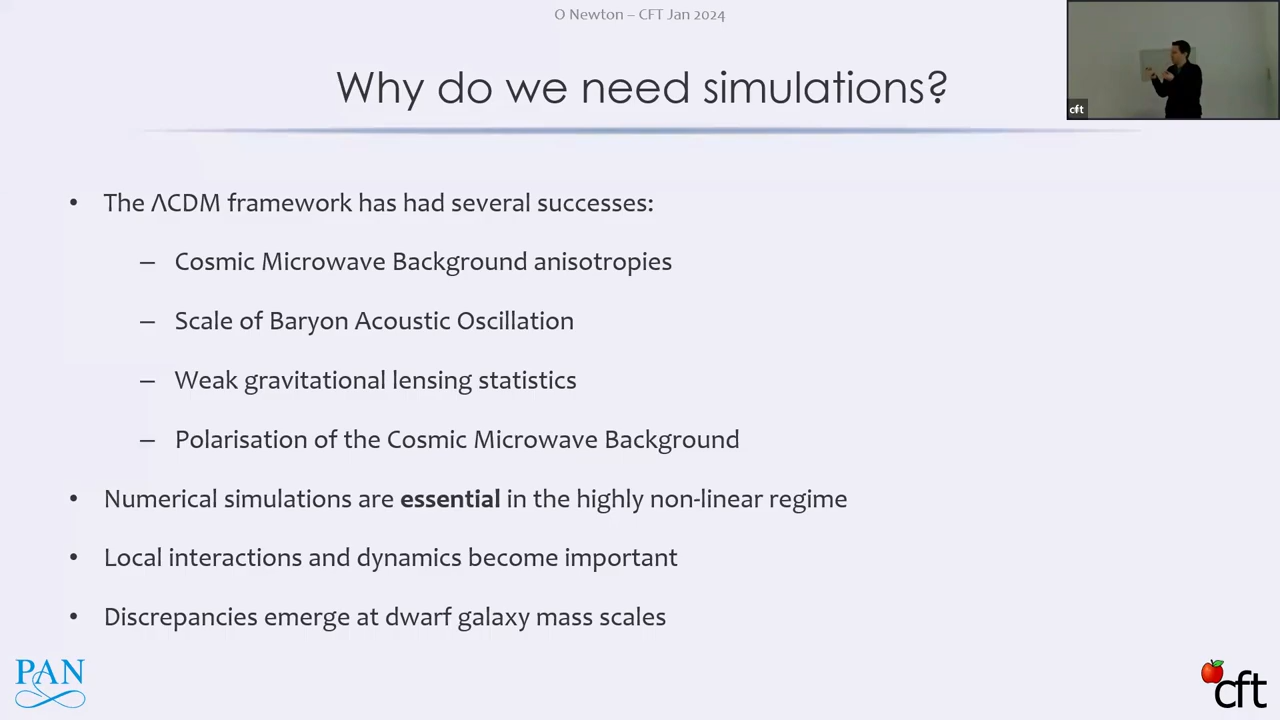 O Newton – CFT Jan 2024
Why do we need simulations?
cft
• The ΛCDM framework has had several successes:
– Cosmic Microwave Background anisotropies
– Scale of Baryon Acoustic Oscillation
– Weak gravitational lensing statistics
– Polarisation of the Cosmic Microwave Background
• Numerical simulations are essential in the highly non-linear regime
• Local interactions and dynamics become important
• Discrepancies emerge at dwarf galaxy mass scales
PAN
cft